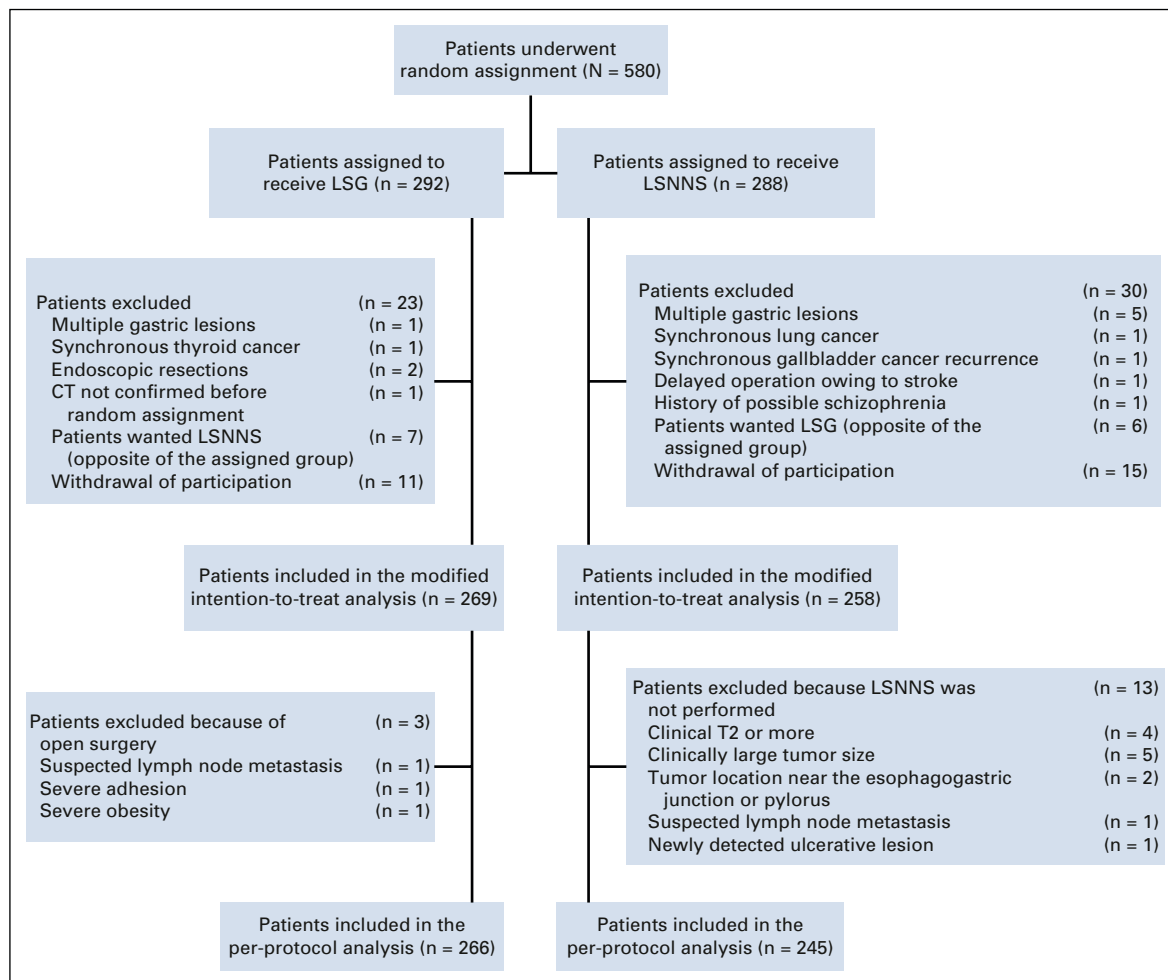 Patients underwent
random assignment (N = 580)
Patients assigned to
receive LSG (n = 292)
Patients assigned to receive
LSNNS (n = 288)
Patients excluded (n = 23)
Multiple gastric lesions (n = 1)
Synchronous thyroid cancer (n = 1)
Endoscopic resections (n = 2)
CT not confirmed before (n = 1)
random assignment
Patients wanted LSNNS (n = 7)
(opposite of the assigned group)
Withdrawal of participation (n = 11)
Patients excluded (n = 30)
Multiple gastric lesions (n = 5)
Synchronous lung cancer (n = 1)
Synchronous gallbladder cancer recurrence (n = 1)
Delayed operation owing to stroke (n = 1)
History of possible schizophrenia (n = 1)
Patients wanted LSG (opposite of the (n = 6)
assigned group)
Withdrawal of participation (n = 15)
Patients included in the modified
intention-to-treat analysis (n = 269)
Patients included in the modified
intention-to-treat analysis (n = 258)
Patients excluded because of (n = 3)
open surgery
Suspected lymph node metastasis (n = 1)
Severe adhesion (n = 1)
Severe obesity (n = 1)
Patients excluded because LSNNS was (n = 13)
not performed
Clinical T2 or more (n = 4)
Clinically large tumor size (n = 5)
Tumor location near the esophagogastric (n = 2)
junction or pylorus
Suspected lymph node metastasis (n = 1)
Newly detected ulcerative lesion (n = 1)
Patients included in the
per-protocol analysis (n = 266)
Patients included in the
per-protocol analysis (n = 245)